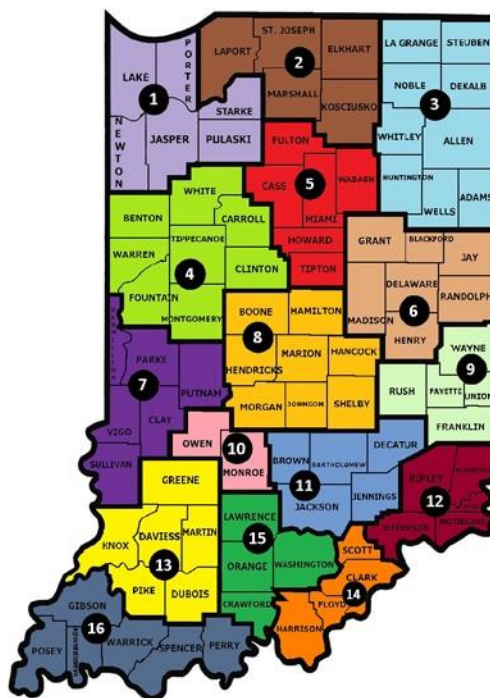 LAKE
PORTER
NEWTON
JASPER
STARKE
PULASKI
1
LAPORT
ST. JOSEPH
ELKHART
MARSHALL
KOSCIUSKO
2
LA GRANGE
STEUBEN
NOBLE
DEKALB
WHITLEY
ALLEN
HUNTINGTON
WELLS
ADAMS
3
WHITE
BENTON
CARROLL
TIPPECANOE
WARREN
CLINTON
FOUNTAIN
MONTGOMERY
4
FULTON
CASS
WABASH
MIAMI
HOWARD
TIPTON
5
GRANT
BLACKFORD
JAY
DELAWARE
RANDOLPH
MADISON
HENRY
6
PARKE
PUTNAM
VIGO
CLAY
SULLIVAN
7
BOONE
HAMILTON
MARION
HANCOCK
HENDRICKS
MORGAN
JOHNSON
SHELBY
8
WAYNE
RUSH
FAYETTE
UNION
FRANKLIN
9
OWEN
MONROE
10
BROWN
BARTHOLOMEW
DECATUR
JACKSON
JENNINGS
11
RIPLEY
JEFFERSON
12
GREENE
KNOX
DAVIESS
MARTIN
PIKE
DUBOIS
13
SCOTT
CLARK
FLOYD
HARRISON
14
LAWRENCE
ORANGE
WASHINGTON
CRAWFORD
15
GIBSON
POSEY
WARRICK
SPENCER
PERRY
16